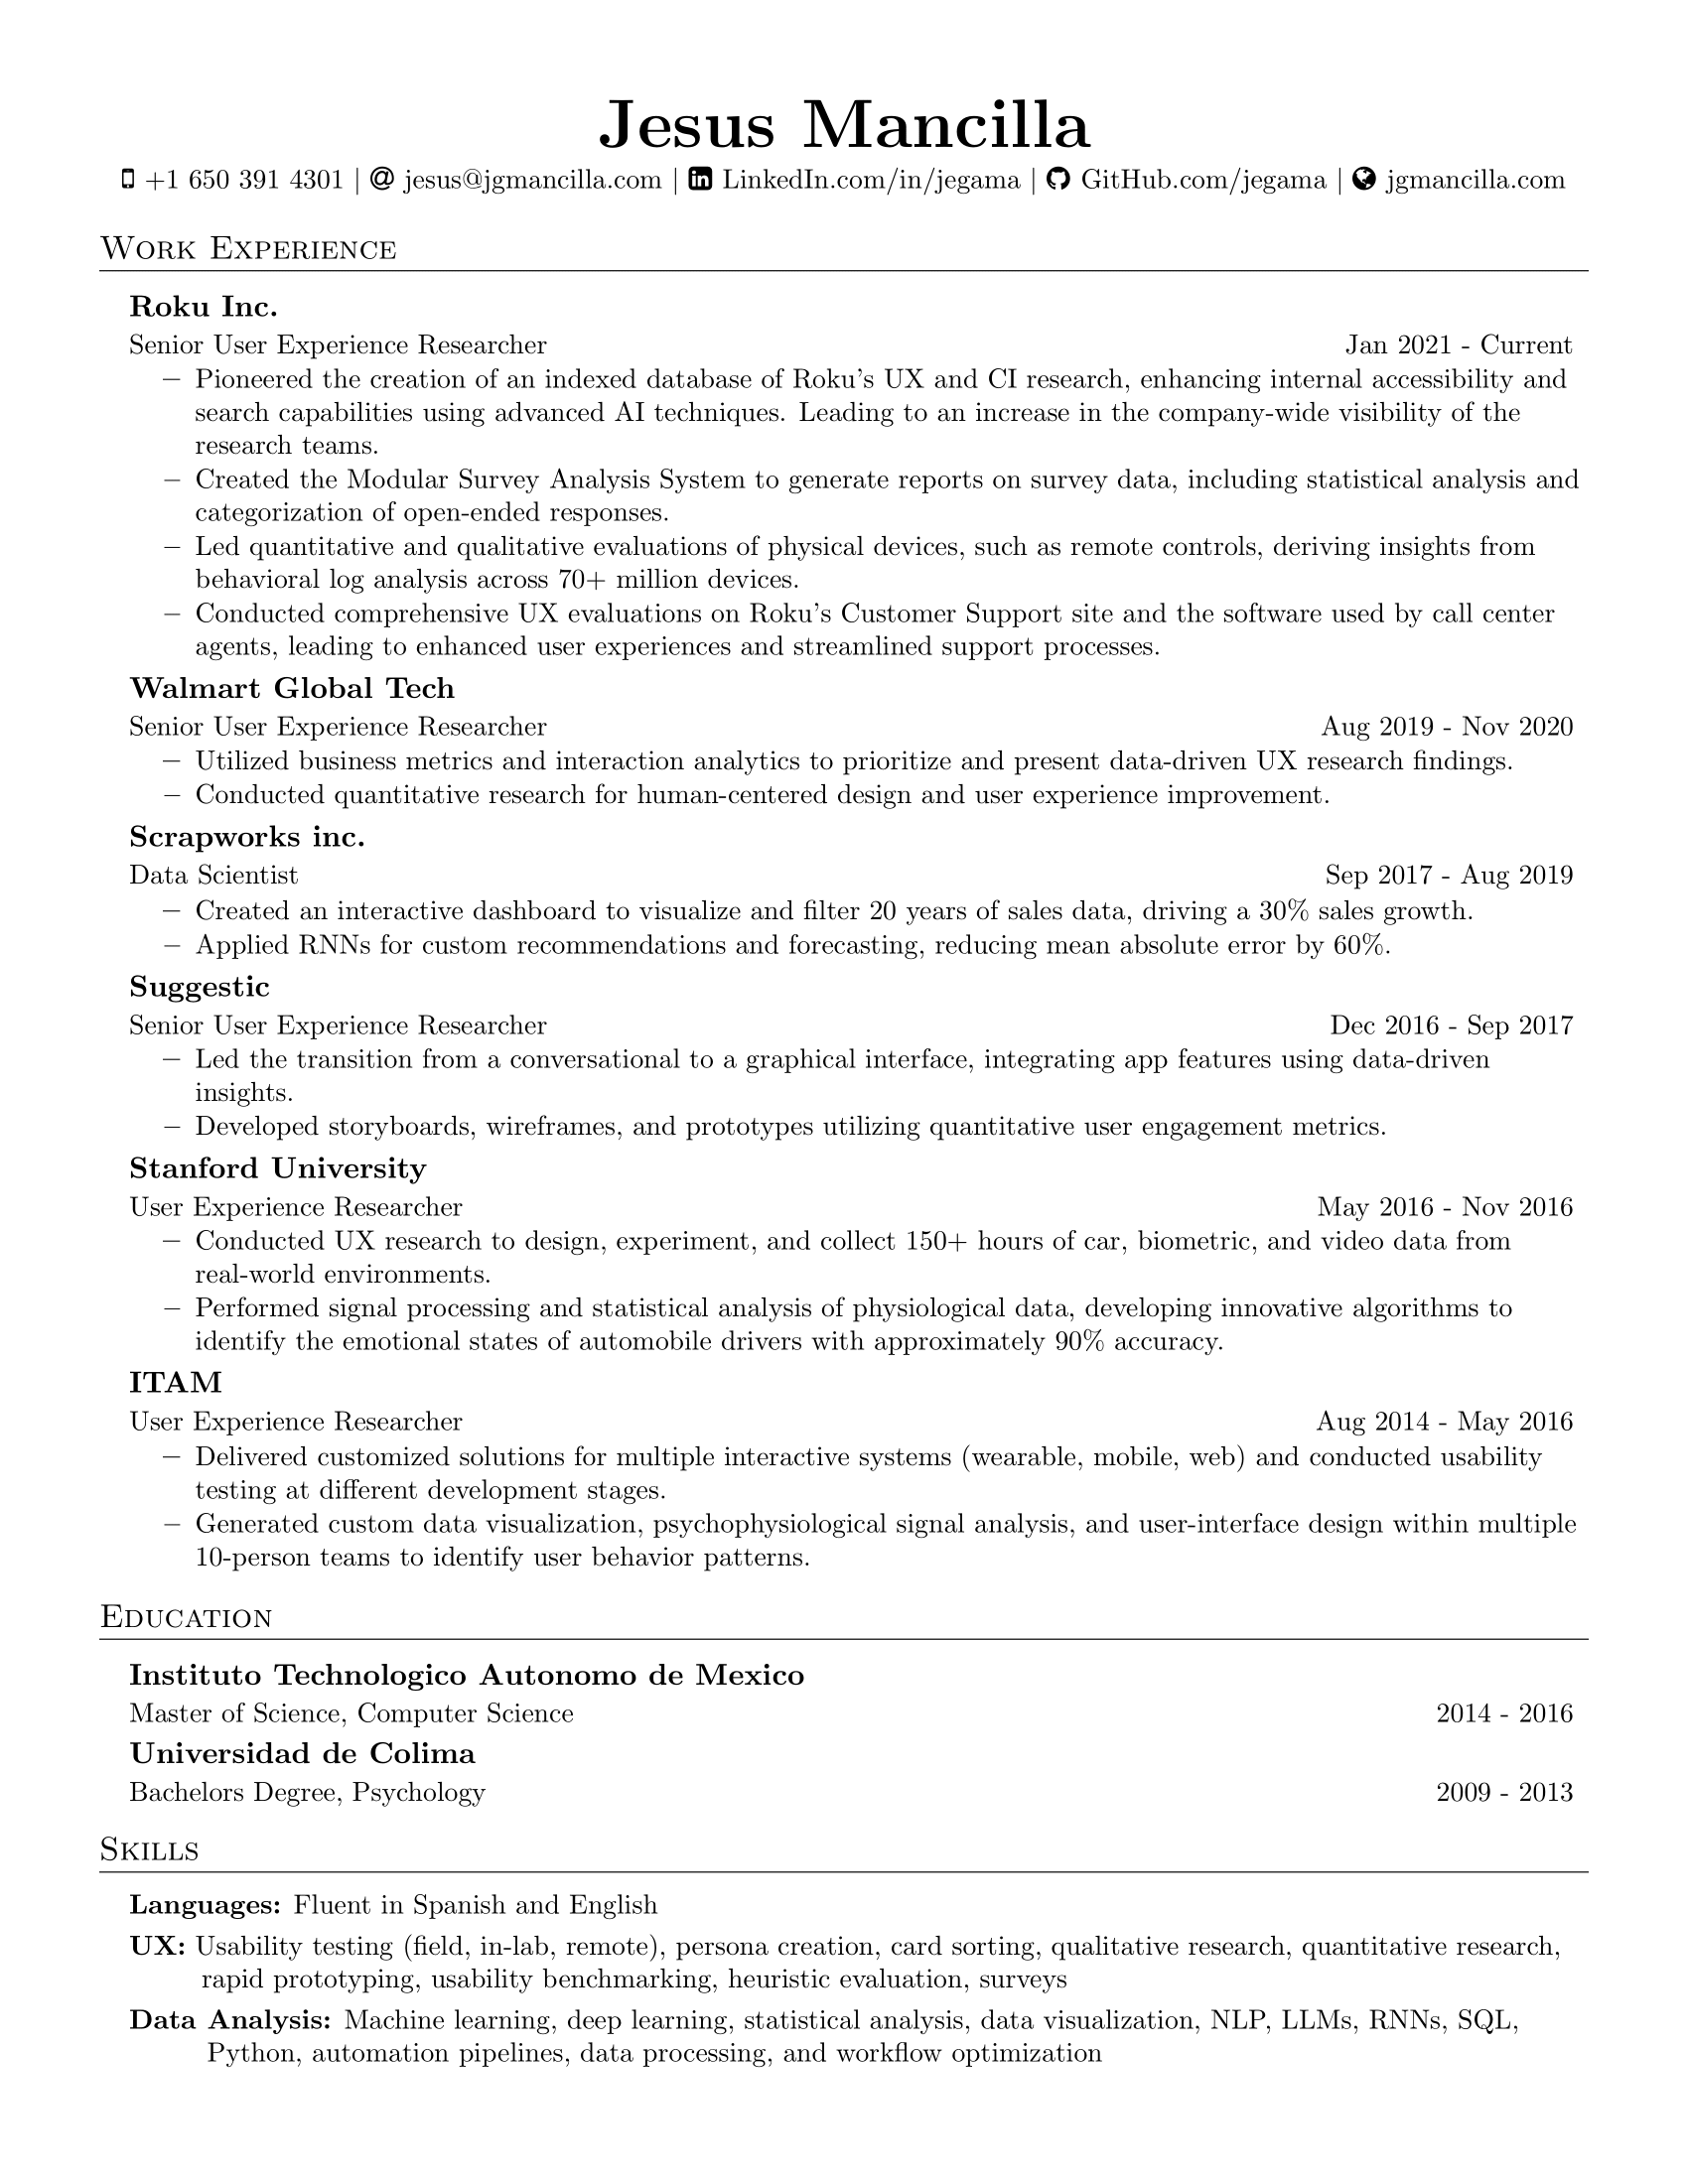 Jesus Mancilla
+1 650 391 4301 | jesus@jgmancilla.com | LinkedIn.com/in/jegama | GitHub.com/jegama | jgmancilla.com
Work Experience
Roku Inc.
Senior User Experience Researcher Jan 2021 - Current
– Pioneered the creation of an indexed database of Roku's UX and CI research, enhancing internal accessibility and
search capabilities using advanced AI techniques. Leading to an increase in the company-wide visibility of the
research teams.
– Created the Modular Survey Analysis System to generate reports on survey data, including statistical analysis and
categorization of open-ended responses.
– Led quantitative and qualitative evaluations of physical devices, such as remote controls, deriving insights from
behavioral log analysis across 70+ million devices.
– Conducted comprehensive UX evaluations on Roku's Customer Support site and the software used by call center
agents, leading to enhanced user experiences and streamlined support processes.
Walmart Global Tech
Senior User Experience Researcher Aug 2019 - Nov 2020
– Utilized business metrics and interaction analytics to prioritize and present data-driven UX research findings.
– Conducted quantitative research for human-centered design and user experience improvement.
Scrapworks inc.
Data Scientist Sep 2017 - Aug 2019
– Created an interactive dashboard to visualize and filter 20 years of sales data, driving a 30% sales growth.
– Applied RNNs for custom recommendations and forecasting, reducing mean absolute error by 60%.
Suggestic
Senior User Experience Researcher Dec 2016 - Sep 2017
– Led the transition from a conversational to a graphical interface, integrating app features using data-driven
insights.
– Developed storyboards, wireframes, and prototypes utilizing quantitative user engagement metrics.
Stanford University
User Experience Researcher May 2016 - Nov 2016
– Conducted UX research to design, experiment, and collect 150+ hours of car, biometric, and video data from
real-world environments.
– Performed signal processing and statistical analysis of physiological data, developing innovative algorithms to
identify the emotional states of automobile drivers with approximately 90% accuracy.
ITAM
User Experience Researcher Aug 2014 - May 2016
– Delivered customized solutions for multiple interactive systems (wearable, mobile, web) and conducted usability
testing at different development stages.
– Generated custom data visualization, psychophysiological signal analysis, and user-interface design within multiple
10-person teams to identify user behavior patterns.
Education
Instituto Technologico Autonomo de Mexico
Master of Science, Computer Science 2014 - 2016
Universidad de Colima
Bachelors Degree, Psychology 2009 - 2013
Skills
Languages: Fluent in Spanish and English
UX: Usability testing (field, in-lab, remote), persona creation, card sorting, qualitative research, quantitative research,
rapid prototyping, usability benchmarking, heuristic evaluation, surveys
Data Analysis: Machine learning, deep learning, statistical analysis, data visualization, NLP, LLMs, RNNs, SQL,
Python, automation pipelines, data processing, and workflow optimization